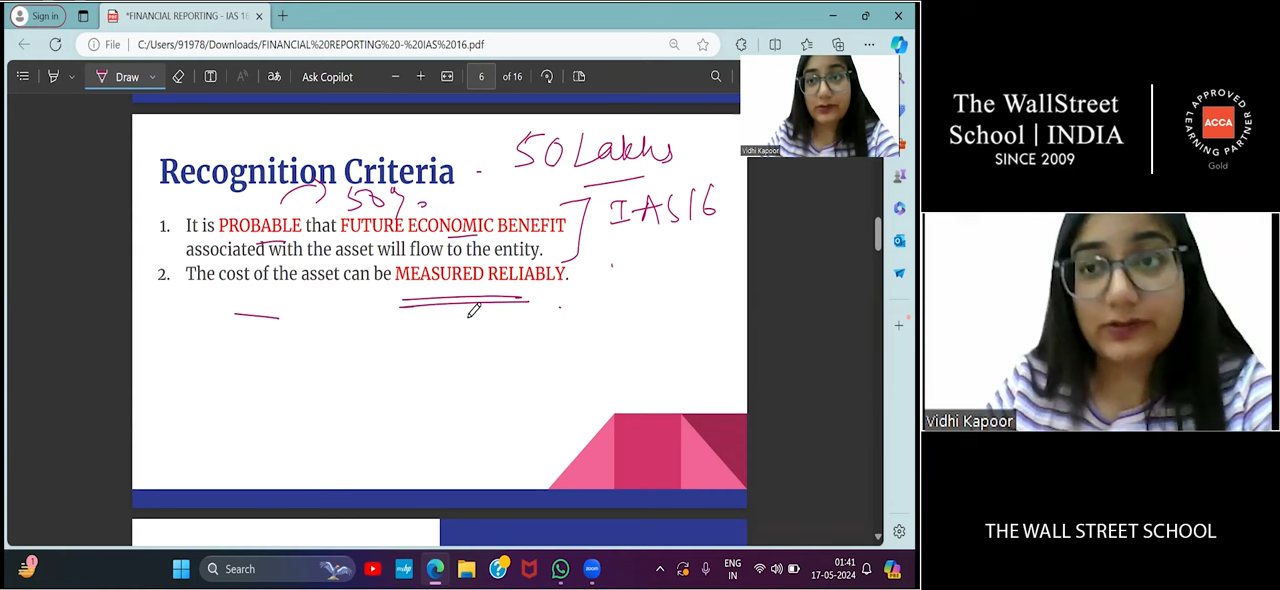 Sign in
*FINANCIAL REPORTING - IAS 16
File
C:/Users/91978/Downloads/FINANCIAL%20REPORTING%20-%20IAS%2016.pdf
Draw
Ask Copilot
6
of 16
Recognition Criteria
50 Lakhs
50%
IAS 16
1. It is PROBABLE that FUTURE ECONOMIC BENEFIT
associated with the asset will flow to the entity.
2. The cost of the asset can be MEASURED RELIABLY.
Vidhi Kapoor
The WallStreet
School | INDIA
SINCE 2009
APPROVED
LEARNING PARTNER
ACCA
Gold
Vidhi Kapoor
THE WALL STREET SCHOOL
1
Search
ENG
IN
01:41
17-05-2024